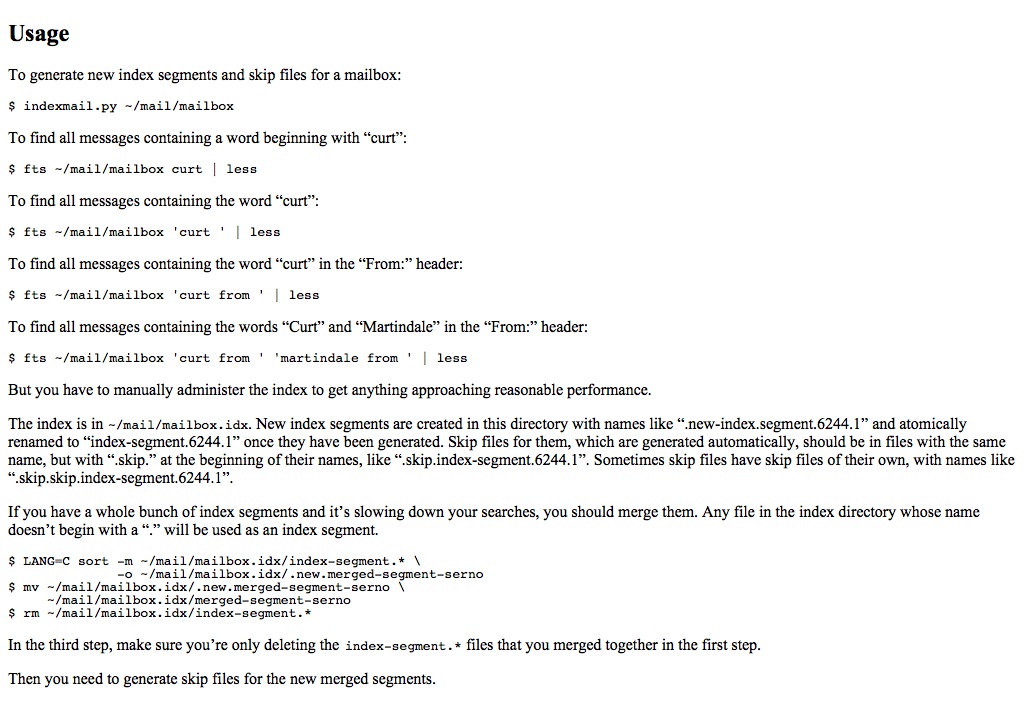 Usage
To generate new index segments and skip files for a mailbox:
$ indexmail.py ~/mail/mailbox
To find all messages containing a word beginning with “curt”:
$ fts ~/mail/mailbox curt | less
To find all messages containing the word “curt”:
$ fts ~/mail/mailbox 'curt ' | less
To find all messages containing the word “curt” in the “From:” header:
$ fts ~/mail/mailbox 'curt from ' | less
To find all messages containing the words “Curt” and “Martindale” in the “From:” header:
$ fts ~/mail/mailbox 'curt from ' 'martindale from ' | less
But you have to manually administer the index to get anything approaching reasonable performance.
The index is in ~/mail/mailbox.idx. New index segments are created in this directory with names like “.new-index.segment.6244.1” and atomically
renamed to “index-segment.6244.1” once they have been generated. Skip files for them, which are generated automatically, should be in files with the same
name, but with “.skip.” at the beginning of their names, like “.skip.index-segment.6244.1”. Sometimes skip files have skip files of their own, with names like
“.skip.skip.index-segment.6244.1”.
If you have a whole bunch of index segments and it’s slowing down your searches, you should merge them. Any file in the index directory whose name
doesn’t begin with a “.” will be used as an index segment.
$ LANG=C sort -m ~/mail/mailbox.idx/index-segment.* \
-o ~/mail/mailbox.idx/.new.merged-segment-serno
$ mv ~/mail/mailbox.idx/.new.merged-segment-serno \
~/mail/mailbox.idx/merged-segment-serno
$ rm ~/mail/mailbox.idx/index-segment.*
In the third step, make sure you’re only deleting the index-segment.* files that you merged together in the first step.
Then you need to generate skip files for the new merged segments.